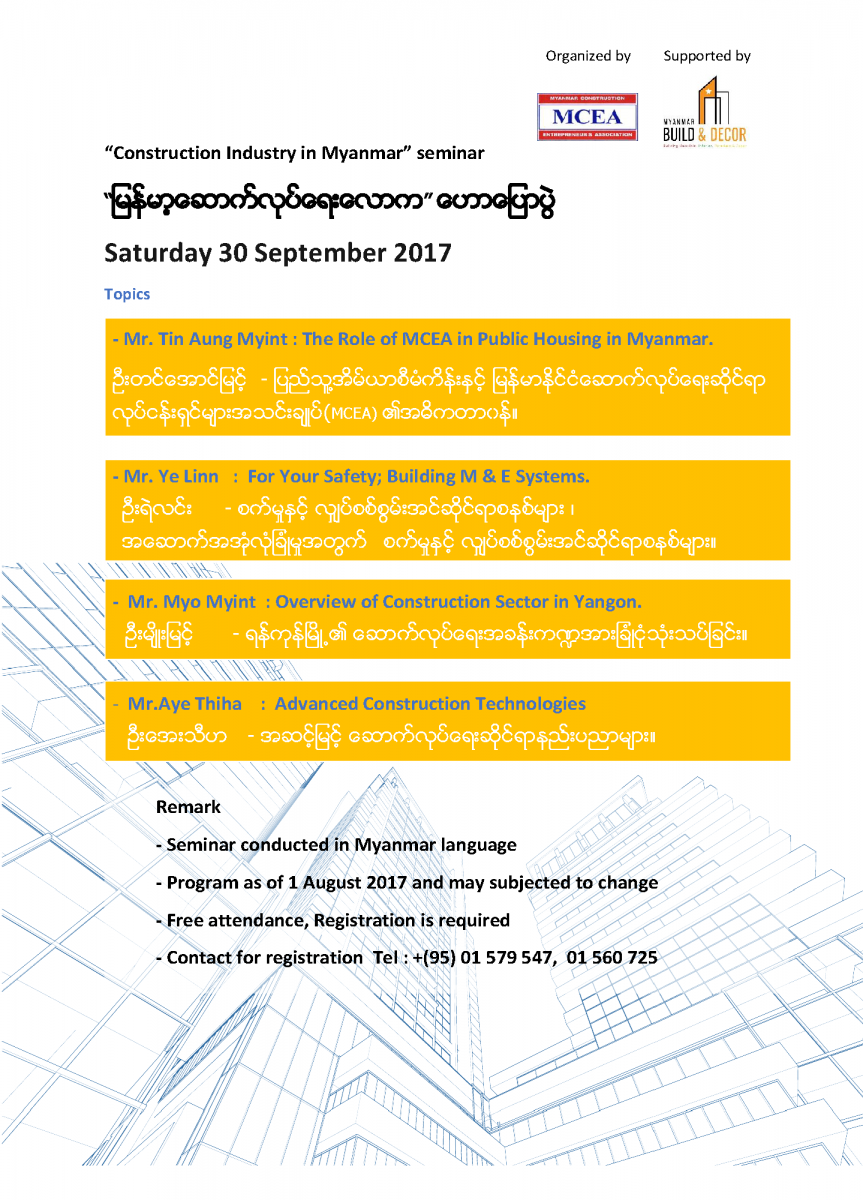 Organized by Supported by
MYANMAR CONSTRUCTION
MCEA
ENTREPRENEURS & ASSOCIATION
MYANMAR
BUILD & DECOR
“Construction Industry in Myanmar” seminar
“မြန်မာ့ဆောက်လုပ်ရေးလောက” ဟောပြောပွဲ
Saturday 30 September 2017
Topics
- Mr. Tin Aung Myint : The Role of MCEA in Public Housing in Myanmar.
ဦးတင်အောင်မြင့် - ပြည်သူ့အိမ်ယာစီမံကိန်းနှင့် မြန်မာနိုင်ငံဆောက်လုပ်ရေးဆိုင်ရာ
လုပ်ငန်းရှင်များအသင်းချုပ်(MCEA) ၏အဓိကတာဝန်။
- Mr. Ye Linn : For Your Safety; Building M & E Systems.
ဦးရဲလင်း - စက်မှုနှင့် လျှပ်စစ်စွမ်းအင်ဆိုင်ရာစနစ်များ ၊
အဆောက်အအုံလုံခြုံမှုအတွက် စက်မှုနှင့် လျှပ်စစ်စွမ်းအင်ဆိုင်ရာစနစ်များ။
- Mr. Myo Myint : Overview of Construction Sector in Yangon.
ဦးမျိုးမြင့် - ရန်ကုန်မြို့၏ ဆောက်လုပ်ရေးအခန်းကဏ္ဍအားခြုံငုံသုံးသပ်ခြင်း။
- Mr.Aye Thiha : Advanced Construction Technologies
ဦးအေးသီဟ - အဆင့်မြင့် ဆောက်လုပ်ရေးဆိုင်ရာနည်းပညာများ။
Remark
- Seminar conducted in Myanmar language
- Program as of 1 August 2017 and may subjected to change
- Free attendance, Registration is required
- Contact for registration Tel : +(95) 01 579 547, 01 560 725